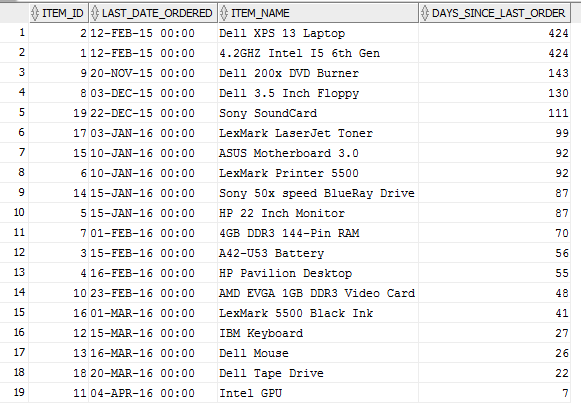 ITEM_ID LAST_DATE_ORDERED ITEM_NAME DAYS_SINCE_LAST_ORDER
1 2 12-FEB-15 00:00 Dell XPS 13 Laptop 424
2 1 12-FEB-15 00:00 4.2GHZ Intel I5 6th Gen 424
3 9 20-NOV-15 00:00 Dell 200x DVD Burner 143
4 8 03-DEC-15 00:00 Dell 3.5 Inch Floppy 130
5 19 22-DEC-15 00:00 Sony SoundCard 111
6 17 03-JAN-16 00:00 LexMark LaserJet Toner 99
7 15 10-JAN-16 00:00 ASUS Motherboard 3.0 92
8 6 10-JAN-16 00:00 LexMark Printer 5500 92
9 14 15-JAN-16 00:00 Sony 50x speed BlueRay Drive 87
10 5 15-JAN-16 00:00 HP 22 Inch Monitor 87
11 7 01-FEB-16 00:00 4GB DDR3 144-Pin RAM 70
12 3 15-FEB-16 00:00 A42-U53 Battery 56
13 4 16-FEB-16 00:00 HP Pavilion Desktop 55
14 10 23-FEB-16 00:00 AMD EVGA 1GB DDR3 Video Card 48
15 16 01-MAR-16 00:00 LexMark 5500 Black Ink 41
16 12 15-MAR-16 00:00 IBM Keyboard 27
17 13 16-MAR-16 00:00 Dell Mouse 26
18 18 20-MAR-16 00:00 Dell Tape Drive 22
19 11 04-APR-16 00:00 Intel GPU 7